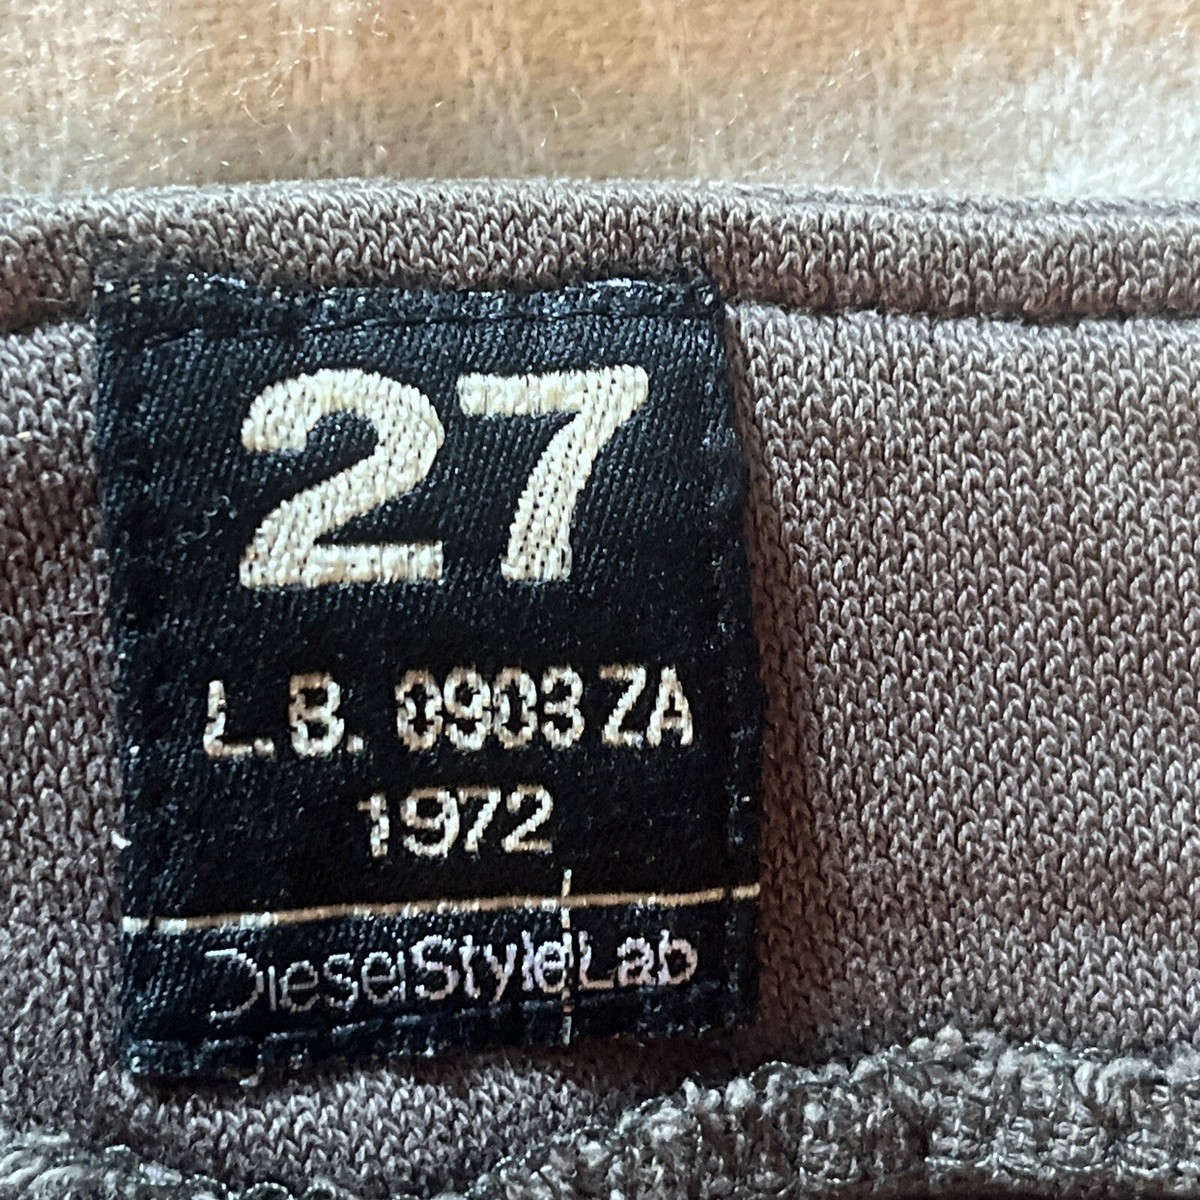 27
L.B. 0903 ZA
1972
DieselStyleLab